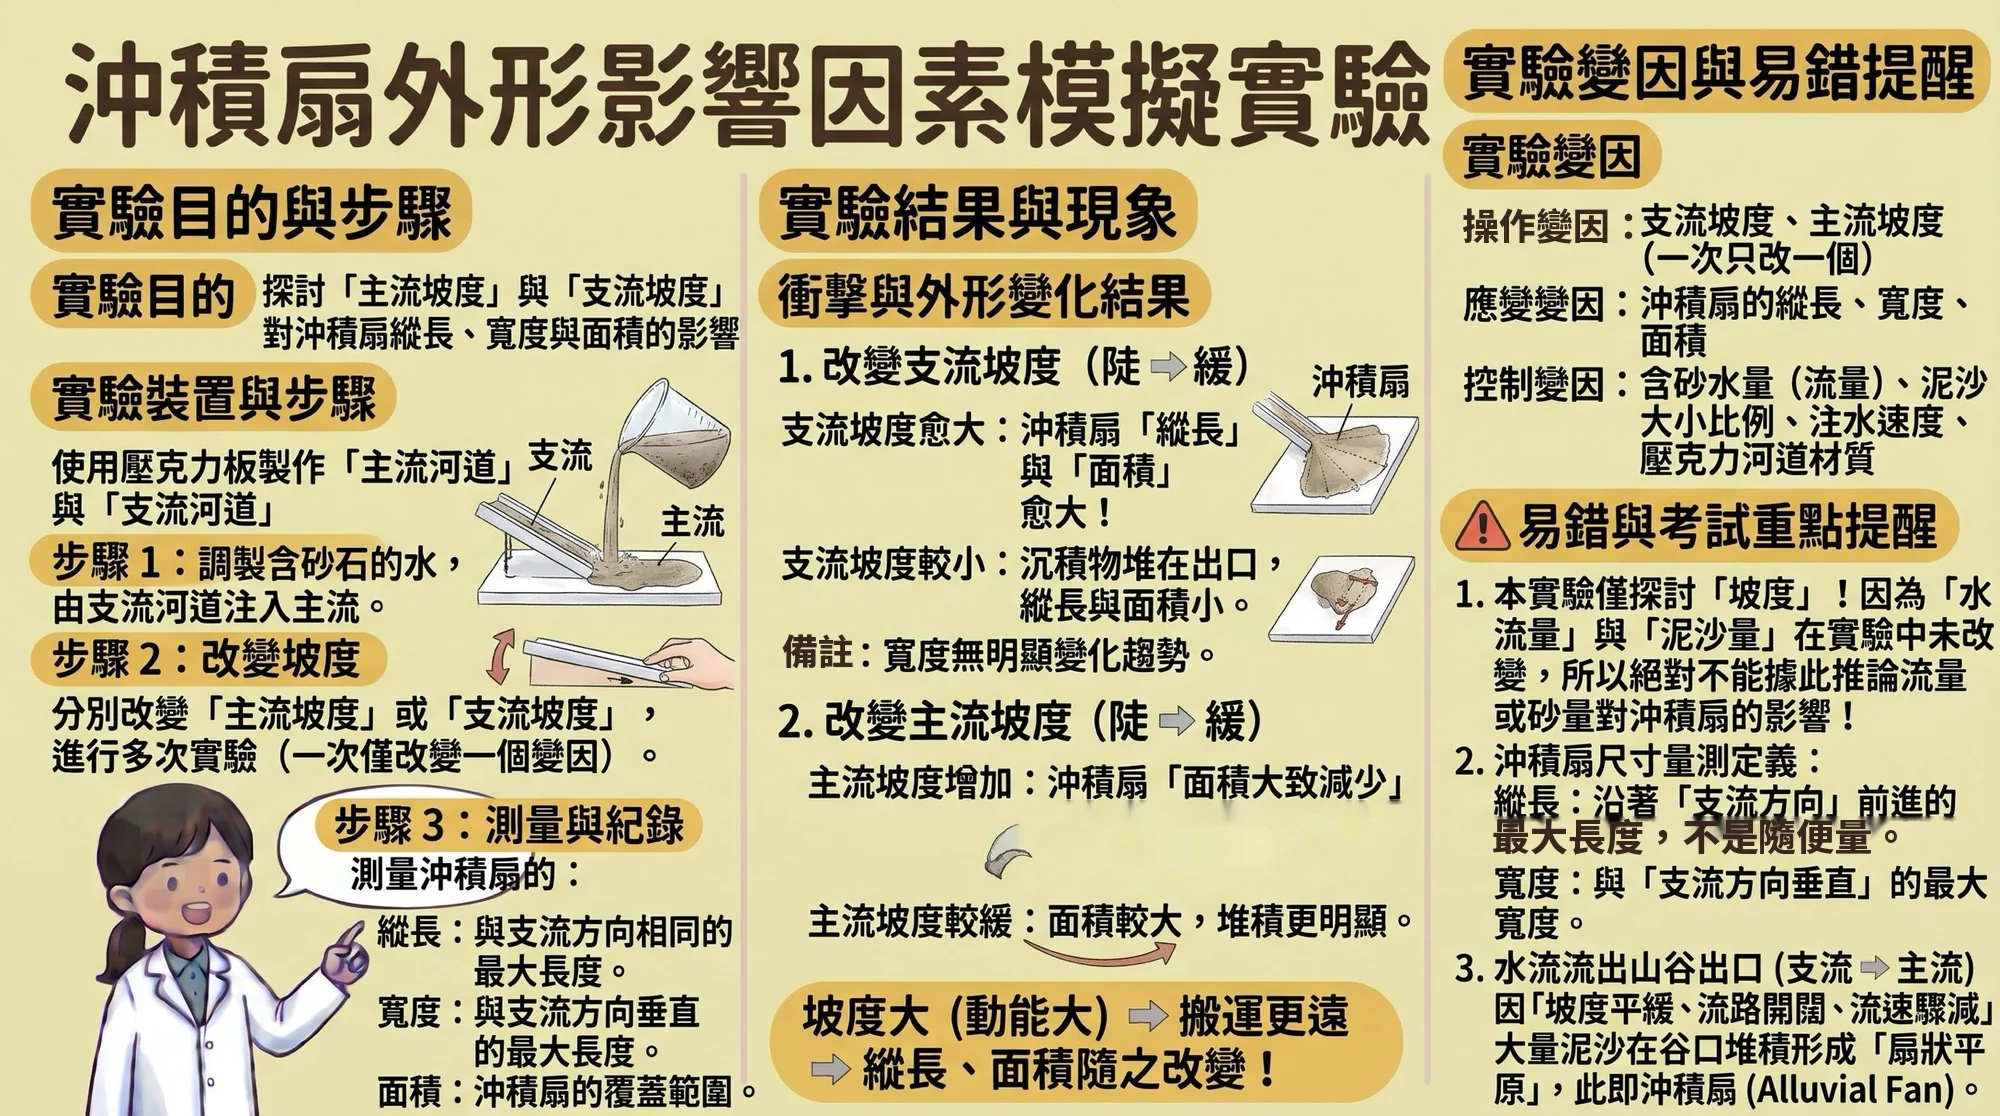 沖積扇外形影響因素模擬實驗
實驗目的與步驟
實驗目的
探討「主流坡度」與「支流坡度」
對沖積扇縱長、寬度與面積的影響
實驗裝置與步驟
使用壓克力板製作「主流河道」
與「支流河道」
支流
主流
步驟 1：調製含砂石的水，
由支流河道注入主流。
步驟 2：改變坡度
分別改變「主流坡度」或「支流坡度」，
進行多次實驗（一次僅改變一個變因）。
步驟 3：測量與紀錄
測量沖積扇的：
縱長：與支流方向相同的
最大長度。
寬度：與支流方向垂直
的最大長度。
面積：沖積扇的覆蓋範圍。
實驗結果與現象
衝擊與外形變化結果
1. 改變支流坡度（陡 ➡ 緩）
沖積扇
支流坡度愈大：沖積扇「縱長」
與「面積」
愈大！
支流坡度較小：沉積物堆在出口，
縱長與面積小。
備註：寬度無明顯變化趨勢。
2. 改變主流坡度（陡 ➡ 緩）
主流坡度增加：沖積扇「面積大致減少」
主流坡度較緩：面積較大，堆積更明顯。
坡度大 (動能大) ➡ 搬運更遠
➡ 縱長、面積隨之改變！
實驗變因與易錯提醒
實驗變因
操作變因：支流坡度、主流坡度
（一次只改一個）
應變變因：沖積扇的縱長、寬度、
面積
控制變因：含砂水量（流量）、泥沙
大小比例、注水速度、
壓克力河道材質
易錯與考試重點提醒
1. 本實驗僅探討「坡度」！因為「水
流量」與「泥沙量」在實驗中未改
變，所以絕對不能據此推論流量
或砂量對沖積扇的影響！
2. 沖積扇尺寸量測定義：
縱長：沿著「支流方向」前進的
最大長度，不是隨便量。
寬度：與「支流方向垂直」的最大
寬度。
3. 水流流出山谷出口 (支流 ➡ 主流)
因「坡度平緩、流路開闊、流速驟減」
大量泥沙在谷口堆積形成「扇狀平
原」，此即沖積扇 (Alluvial Fan)。